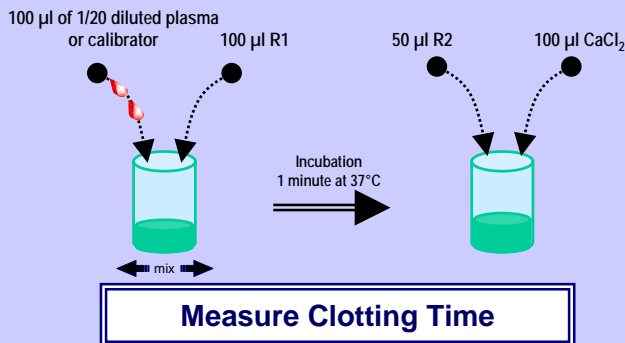 100 µl of 1/20 diluted plasma
or calibrator
100 µl R1
50 µl R2
100 µl CaCl₂
Incubation
1 minute at 37°C
mix
Measure Clotting Time